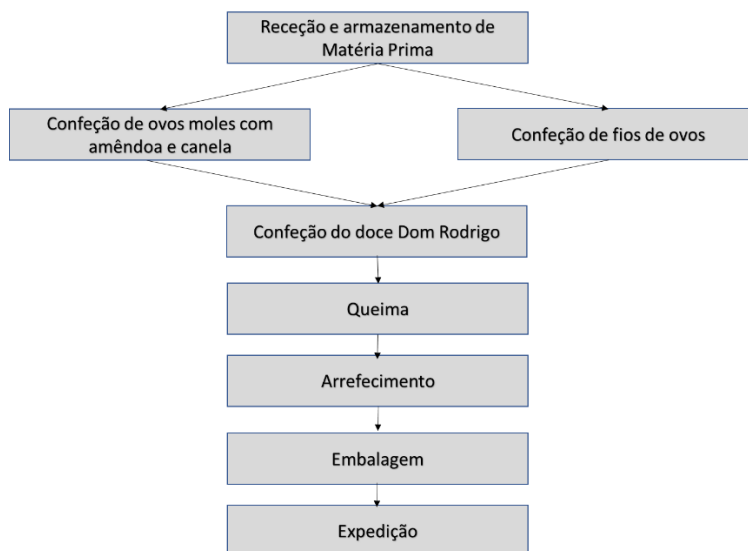 Receção e armazenamento de
Matéria Prima
Confeção de ovos moles com
amêndoa e canela
Confeção de fios de ovos
Confeção do doce Dom Rodrigo
Queima
Arrefecimento
Embalagem
Expedição